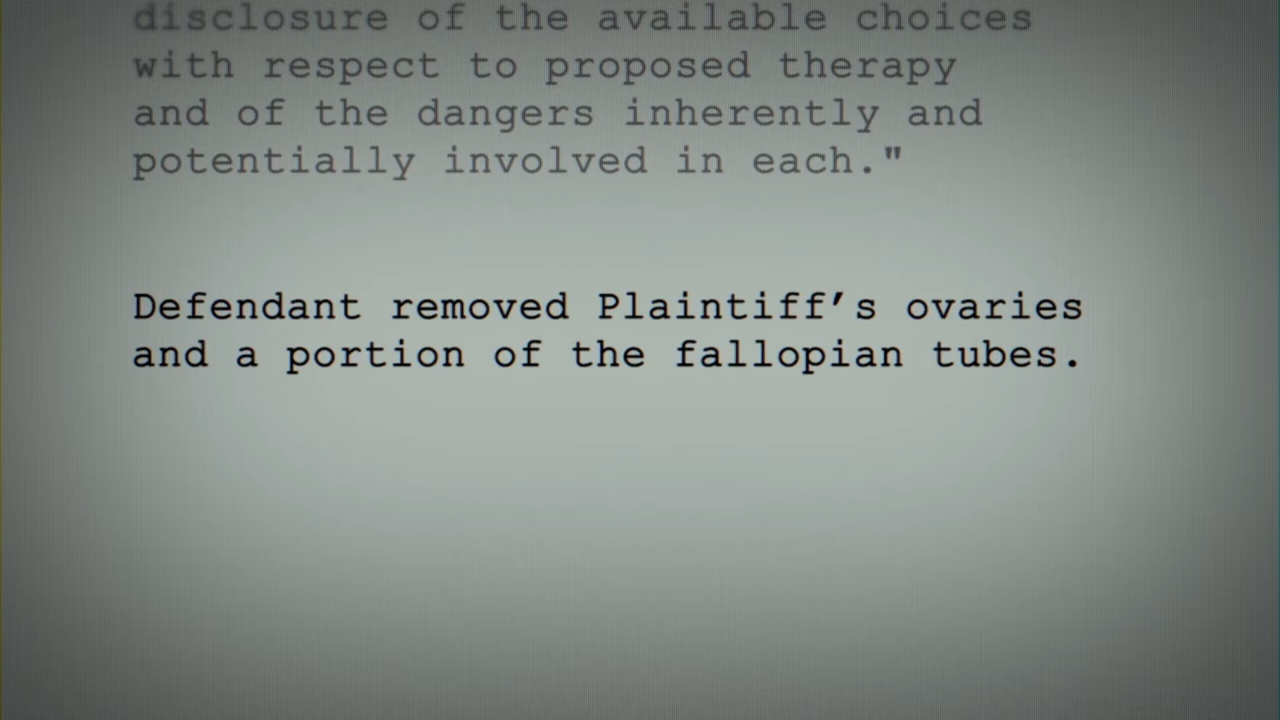 disclosure of the available choices
with respect to proposed therapy
and of the dangers inherently and
potentially involved in each."
Defendant removed Plaintiff’s ovaries
and a portion of the fallopian tubes.